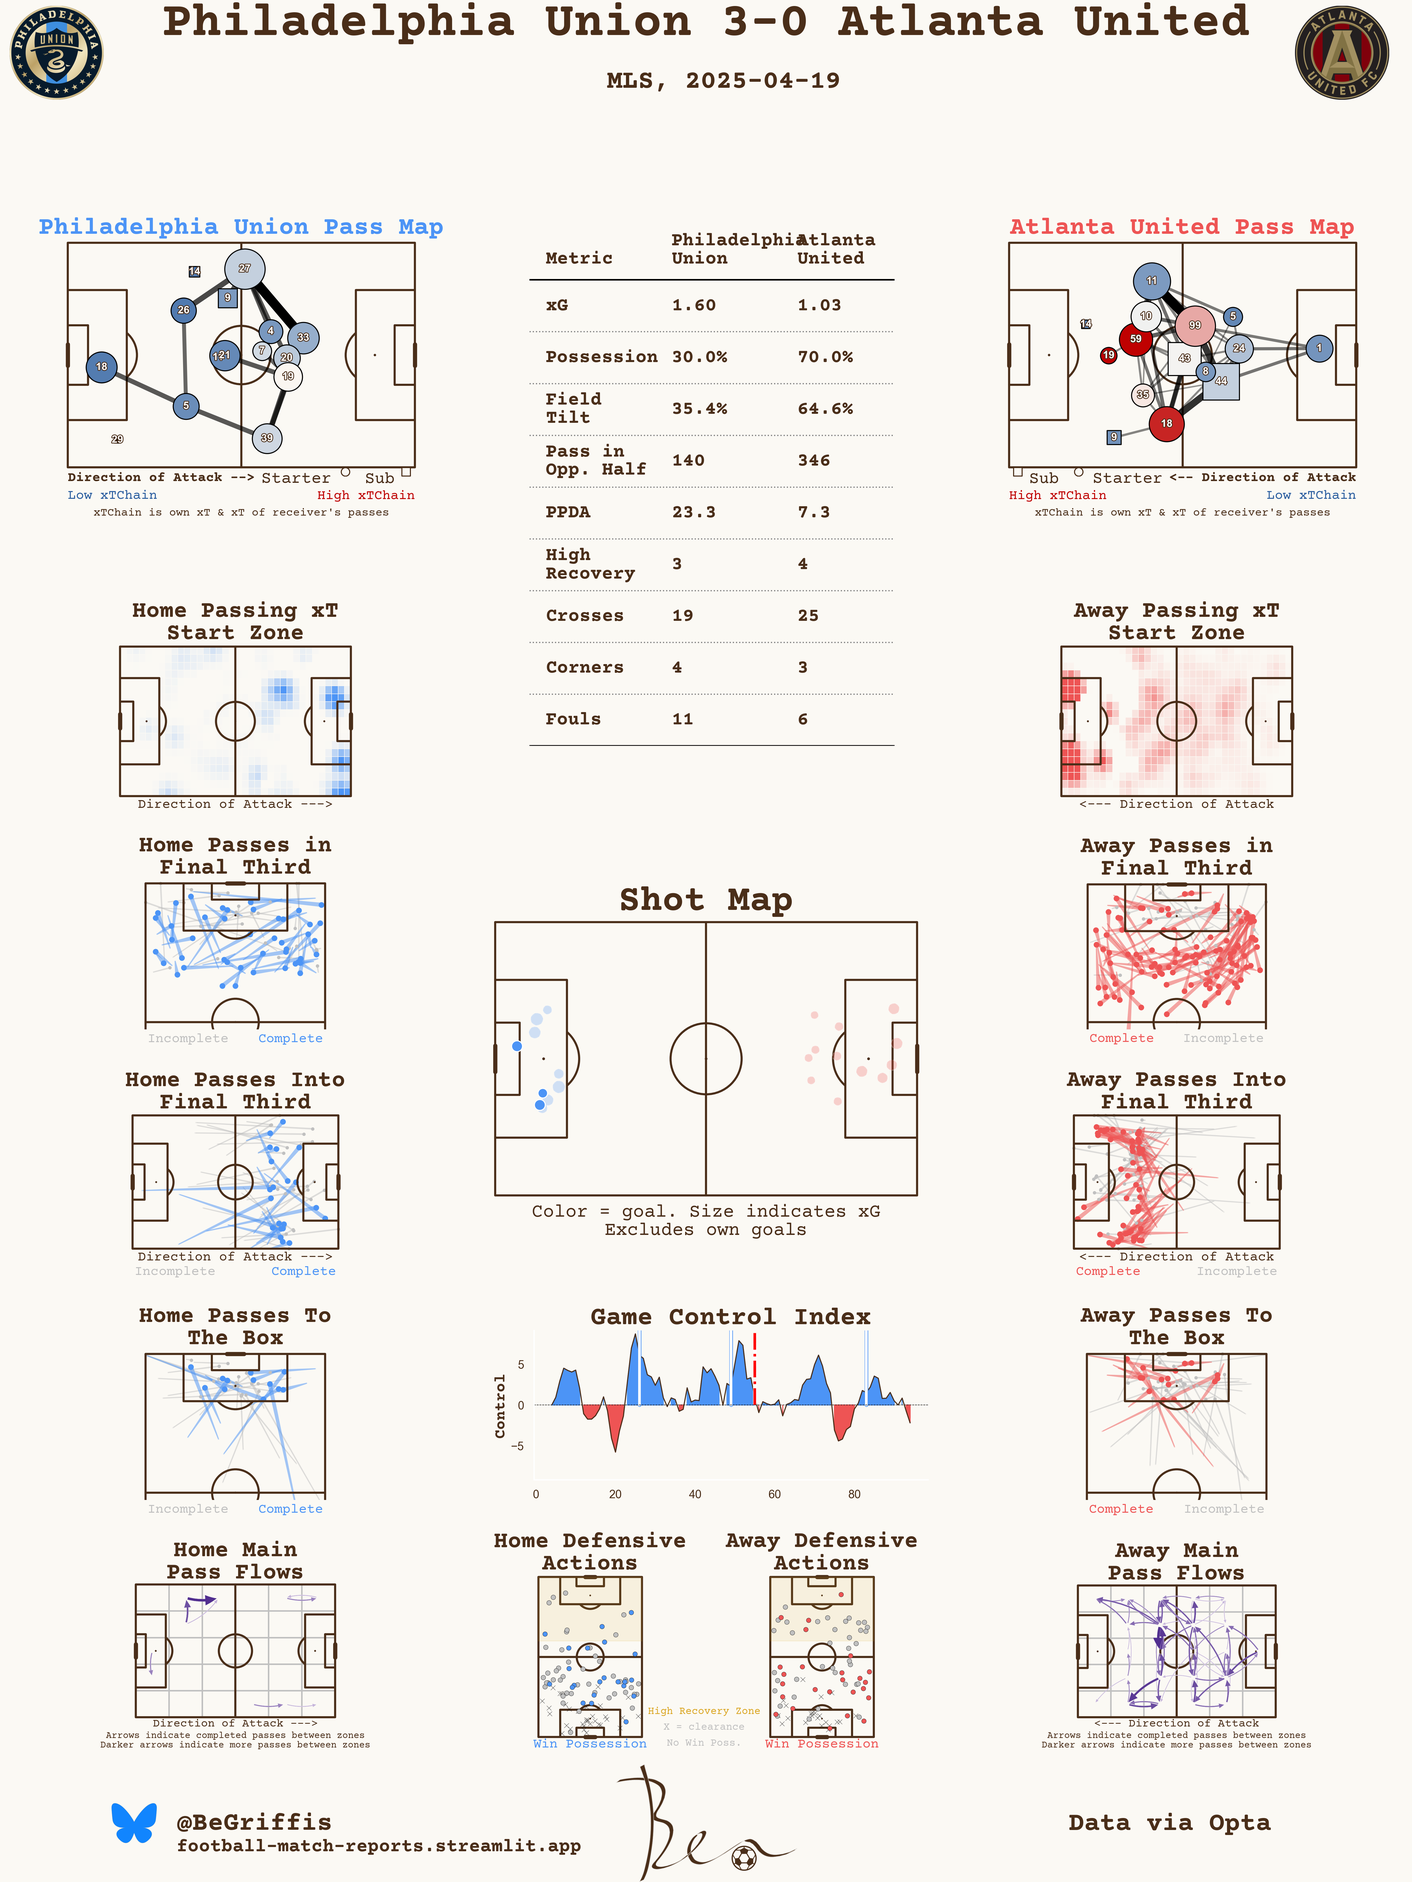 Philadelphia Union 3-0 Atlanta United
MLS, 2025-04-19
PHILADELPHIA
UNION
ATLANTA
UNITED FC
Philadelphia Union Pass Map
14
27
9
26
4
33
7
20
21
18
19
5
39
29
Direction of Attack --> Starter Sub
Low xTChain High xTChain
xTChain is own xT & xT of receiver's passes
Metric Philadelphia Union Atlanta United
xG 1.60 1.03
Possession 30.0% 70.0%
Field Tilt 35.4% 64.6%
Pass in Opp. Half 140 346
PPDA 23.3 7.3
High Recovery 3 4
Crosses 19 25
Corners 4 3
Fouls 11 6
Atlanta United Pass Map
11
10
5
14
99
59
24
1
19
43
8
44
35
18
9
Sub Starter <-- Direction of Attack
High xTChain Low xTChain
xTChain is own xT & xT of receiver's passes
Home Passing xT
Start Zone
Direction of Attack --->
Away Passing xT
Start Zone
<--- Direction of Attack
Home Passes in
Final Third
Incomplete Complete
Away Passes in
Final Third
Complete Incomplete
Shot Map
Color = goal. Size indicates xG
Excludes own goals
Home Passes Into
Final Third
Direction of Attack --->
Incomplete Complete
Away Passes Into
Final Third
<--- Direction of Attack
Complete Incomplete
Home Passes To
The Box
Incomplete Complete
Game Control Index
Control
5
0
−5
0 20 40 60 80
Away Passes To
The Box
Complete Incomplete
Home Main
Pass Flows
Direction of Attack --->
Arrows indicate completed passes between zones
Darker arrows indicate more passes between zones
Home Defensive
Actions
Win Possession
Away Defensive
Actions
Win Possession
High Recovery Zone
X = clearance
No Win Poss.
Away Main
Pass Flows
<--- Direction of Attack
Arrows indicate completed passes between zones
Darker arrows indicate more passes between zones
@BeGriffis
football-match-reports.streamlit.app
Ben
Data via Opta